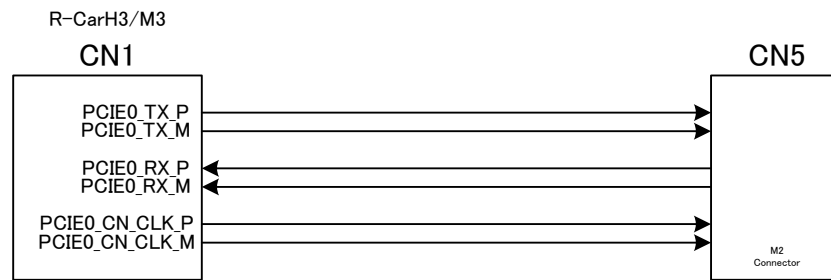 R-CarH3/M3
CN1
CN5
PCIE0_TX_P
PCIE0_TX_M
PCIE0_RX_P
PCIE0_RX_M
PCIE0_CN_CLK_P
PCIE0_CN_CLK_M
M2
Connector